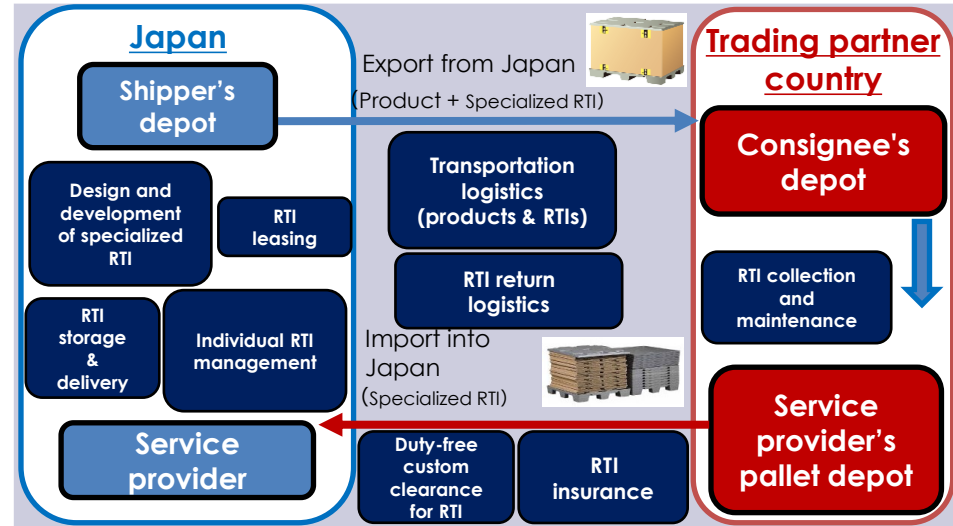 Japan
Shipper's
depot
Design and
development
of specialized
RTI
RTI
leasing
RTI
storage
&
delivery
Individual RTI
management
Service
provider
Export from Japan
(Product + Specialized RTI)
Transportation
logistics
(products & RTIs)
RTI return
logistics
Import into
Japan
(Specialized RTI)
Duty-free
custom
clearance
for RTI
RTI
insurance
Trading partner
country
Consignee's
depot
RTI collection
and
maintenance
Service
provider's
pallet depot